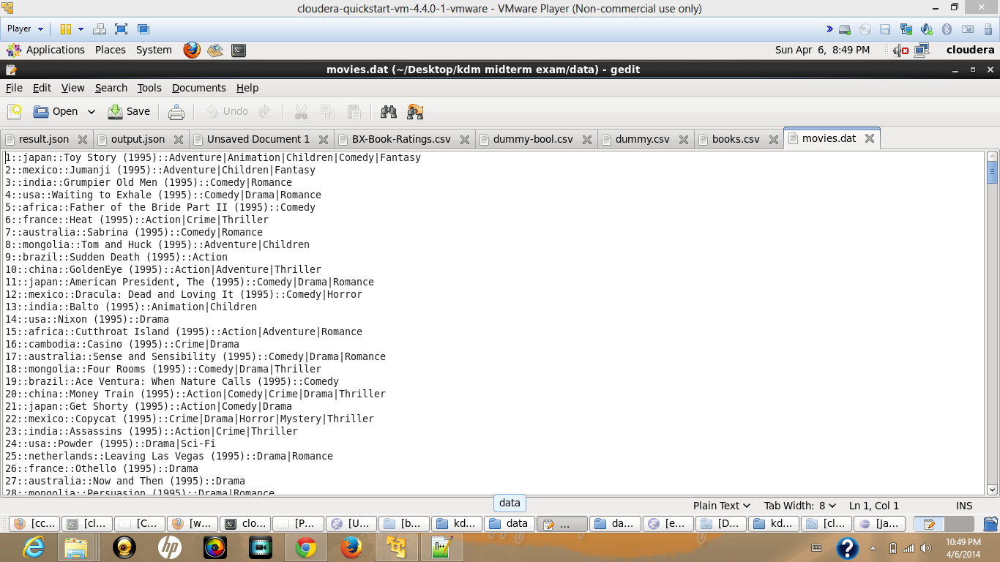 cloudera-quickstart-vm-4.4.0-1-vmware - VMware Player (Non-commercial use only)
Player
Applications Places System Sun Apr 6, 8:49 PM cloudera
movies.dat (~/Desktop/kdm midterm exam/data) - gedit
File Edit View Search Tools Documents Help
Open Save Undo
result.json output.json Unsaved Document 1 BX-Book-Ratings.csv dummy-bool.csv dummy.csv books.csv movies.dat
1::japan::Toy Story (1995)::Adventure|Animation|Children|Comedy|Fantasy
2::mexico::Jumanji (1995)::Adventure|Children|Fantasy
3::india::Grumpier Old Men (1995)::Comedy|Romance
4::usa::Waiting to Exhale (1995)::Comedy|Drama|Romance
5::africa::Father of the Bride Part II (1995)::Comedy
6::france::Heat (1995)::Action|Crime|Thriller
7::australia::Sabrina (1995)::Comedy|Romance
8::mongolia::Tom and Huck (1995)::Adventure|Children
9::brazil::Sudden Death (1995)::Action
10::china::GoldenEye (1995)::Action|Adventure|Thriller
11::japan::American President, The (1995)::Comedy|Drama|Romance
12::mexico::Dracula: Dead and Loving It (1995)::Comedy|Horror
13::india::Balto (1995)::Animation|Children
14::usa::Nixon (1995)::Drama
15::africa::Cutthroat Island (1995)::Action|Adventure|Romance
16::cambodia::Casino (1995)::Crime|Drama
17::australia::Sense and Sensibility (1995)::Comedy|Drama|Romance
18::mongolia::Four Rooms (1995)::Comedy|Drama|Thriller
19::brazil::Ace Ventura: When Nature Calls (1995)::Comedy
20::china::Money Train (1995)::Action|Comedy|Crime|Drama|Thriller
21::japan::Get Shorty (1995)::Action|Comedy|Drama
22::mexico::Copycat (1995)::Crime|Drama|Horror|Mystery|Thriller
23::india::Assassins (1995)::Action|Crime|Thriller
24::usa::Powder (1995)::Drama|Sci-Fi
25::netherlands::Leaving Las Vegas (1995)::Drama|Romance
26::france::Othello (1995)::Drama
27::australia::Now and Then (1995)::Drama
28::mongolia::Persuasion (1995)::Drama|Romance
data
Plain Text Tab Width: 8 Ln 1, Col 1 INS
[cc... [cl... [C... [w... clo... [P... [U... [b... kd... data ... da... [e... [D... kd... [cl... [Ja...
10:49 PM
4/6/2014